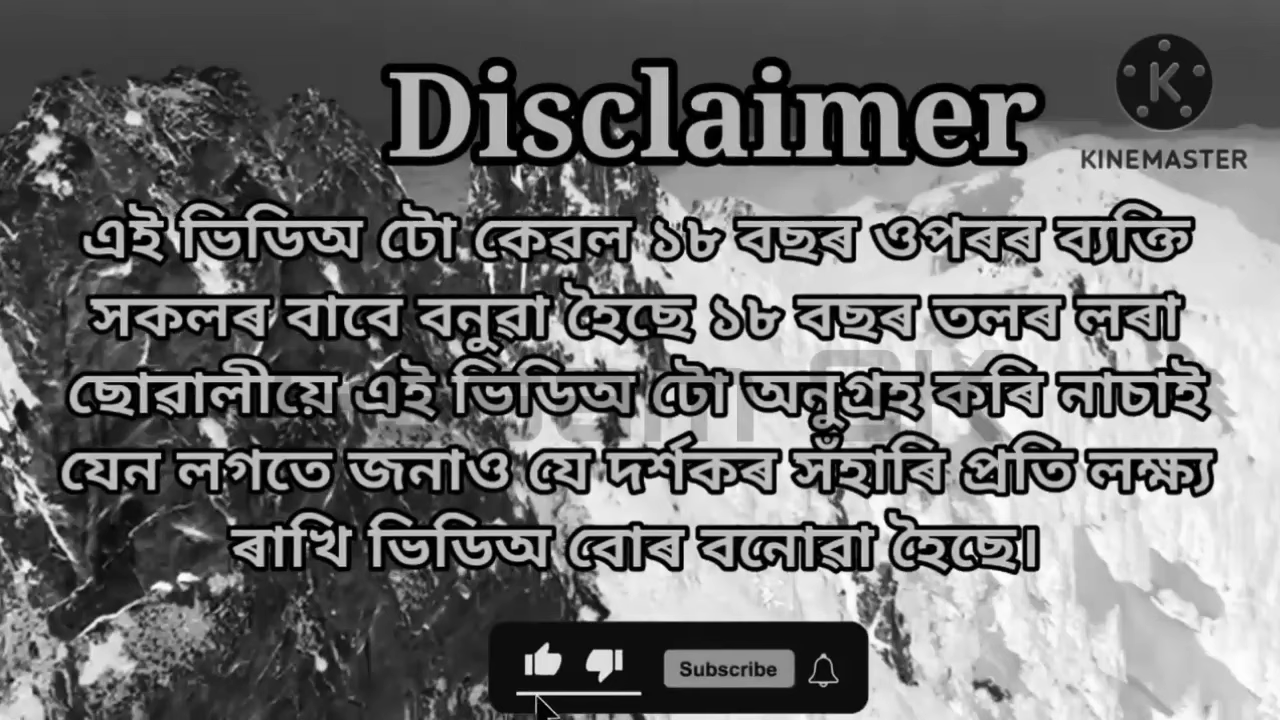 Disclaimer
K
KINEMASTER
এই ভিডিঅ টো কেৱল ১৮ বছৰ ওপৰৰ ব্যক্তি
সকলৰ বাবে বনুৱা হৈছে ১৮ বছৰ তলৰ লৰা
ছোৱালীয়ে এই ভিডিঅ টো অনুগ্ৰহ কৰি নাচাই
যেন লগতে জনাও যে দৰ্শকৰ সঁহাৰি প্ৰতি লক্ষ্য
ৰাখি ভিডিঅ বোৰ বনোৱা হৈছে।
Subscribe